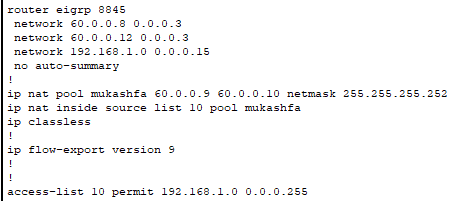 router eigrp 8845
 network 60.0.0.8 0.0.0.3
 network 60.0.0.12 0.0.0.3
 network 192.168.1.0 0.0.0.15
 no auto-summary
!
ip nat pool mukashfa 60.0.0.9 60.0.0.10 netmask 255.255.255.252
ip nat inside source list 10 pool mukashfa
ip classless
!
ip flow-export version 9
!
!
access-list 10 permit 192.168.1.0 0.0.0.255